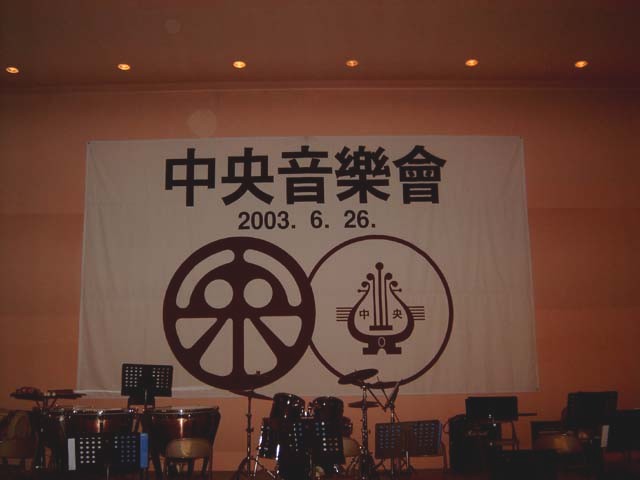 中央音樂會
2003. 6. 26.
中 央